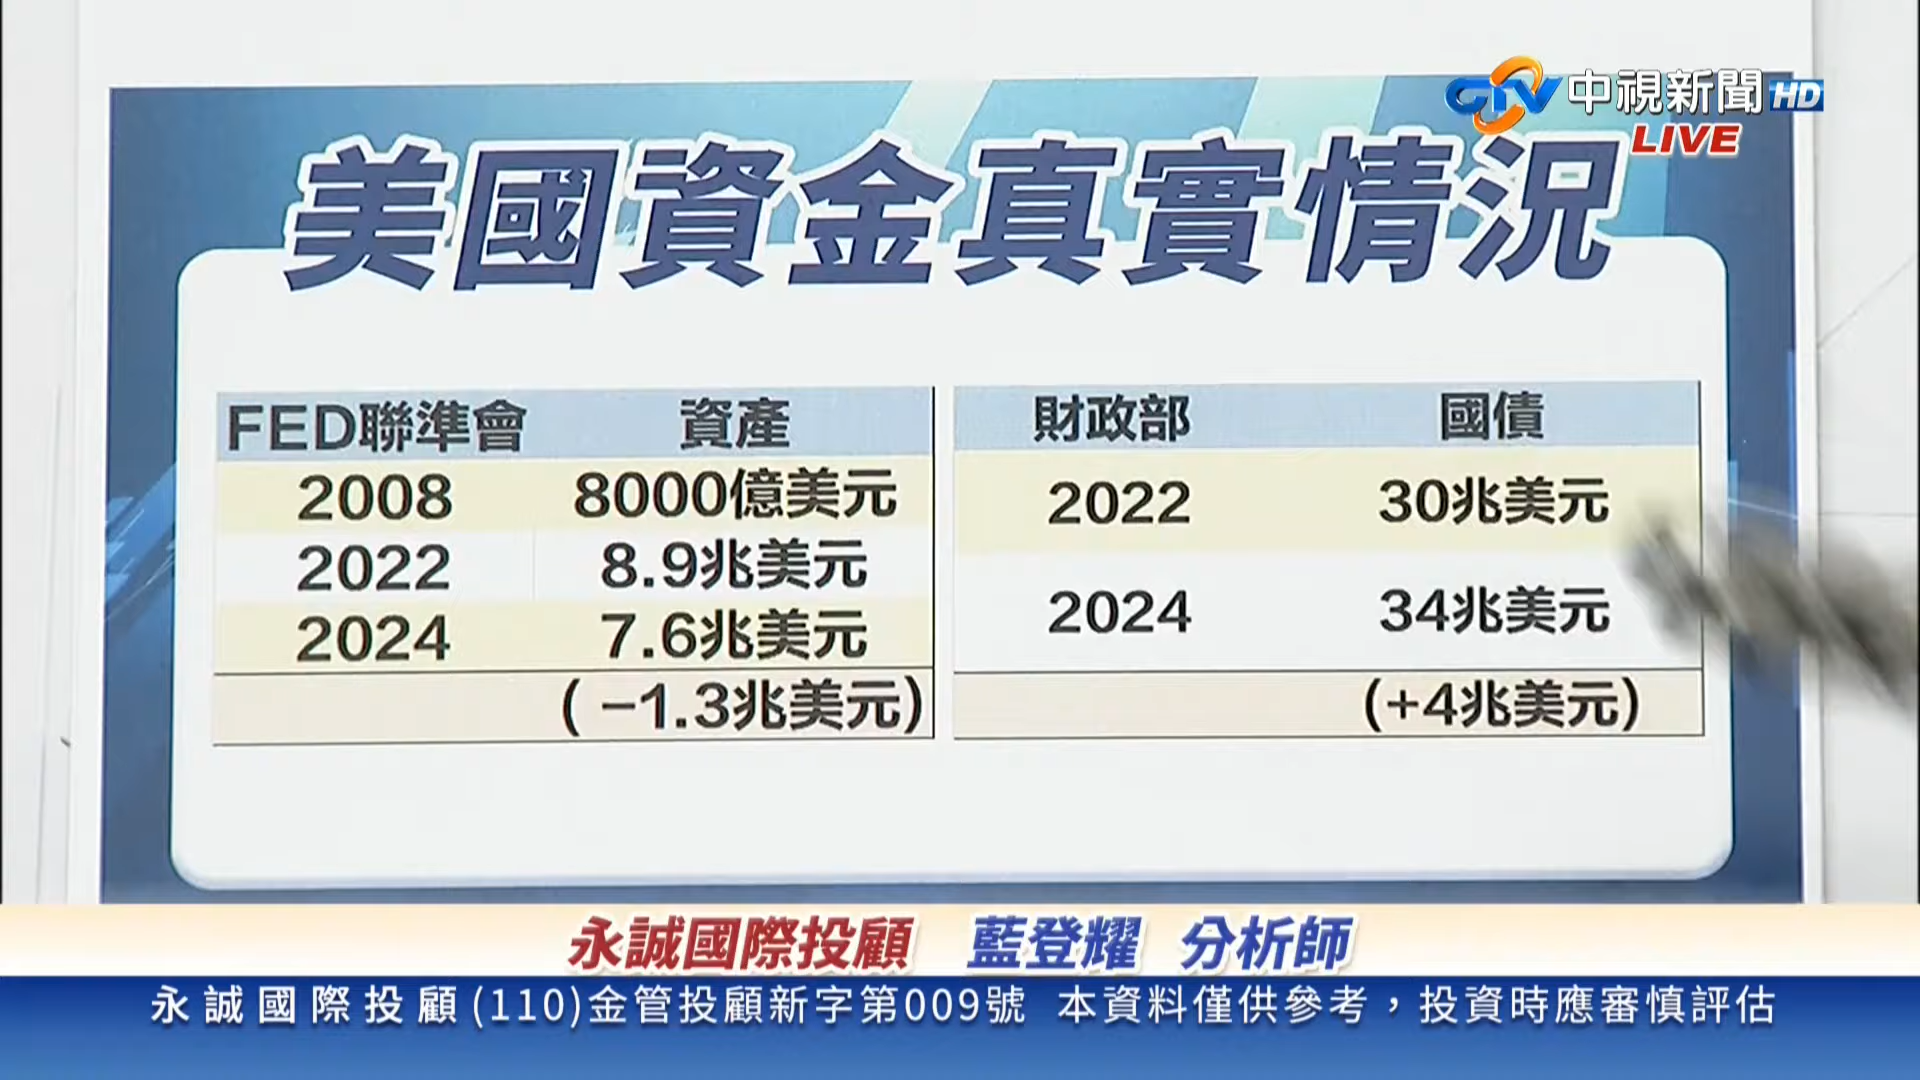 CTV 中視新聞 HD
LIVE
美國資金真實情況
FED聯準會 資產
2008 8000億美元
2022 8.9兆美元
2024 7.6兆美元
( -1.3兆美元)
財政部 國債
2022 30兆美元
2024 34兆美元
(+4兆美元)
永誠國際投顧 藍登耀 分析師
永誠國際投顧(110)金管投顧新字第009號 本資料僅供參考，投資時應審慎評估